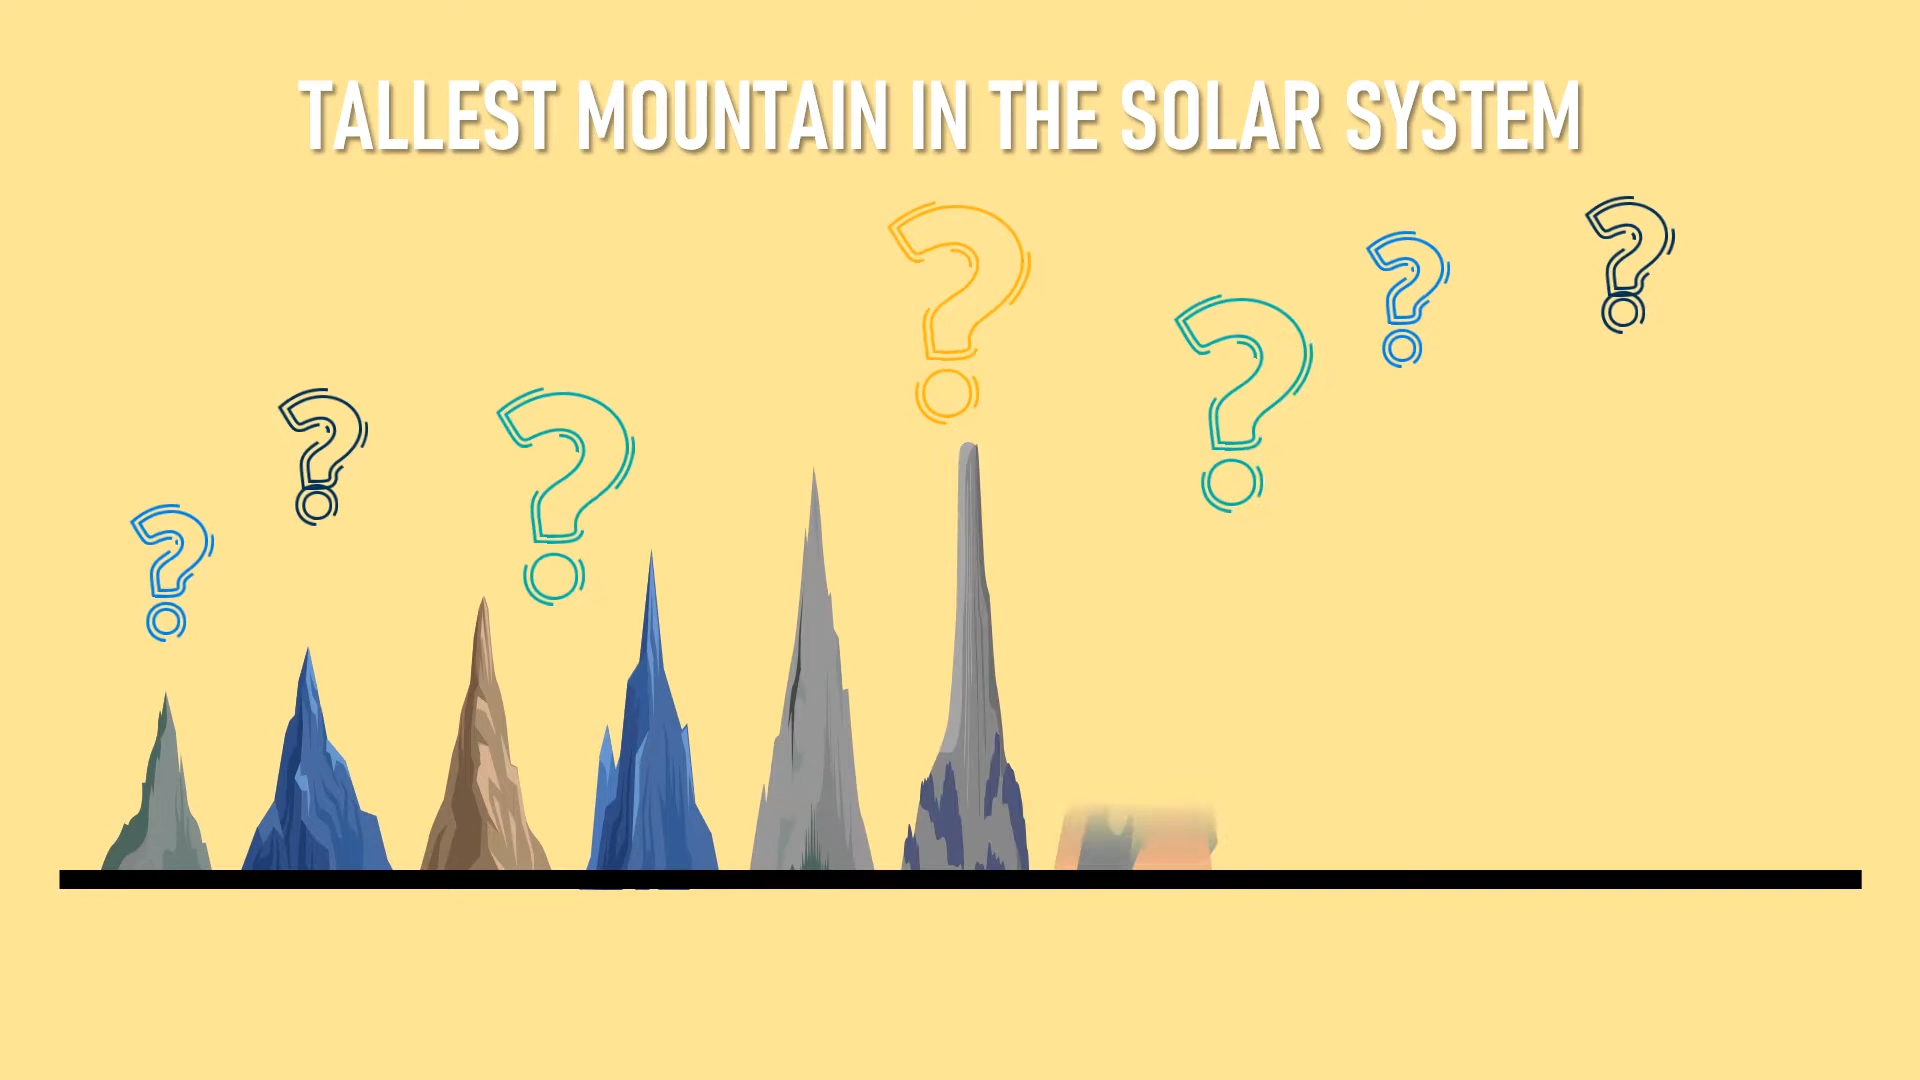 TALLEST MOUNTAIN IN THE SOLAR SYSTEM
? ? ? ? ? ? ?